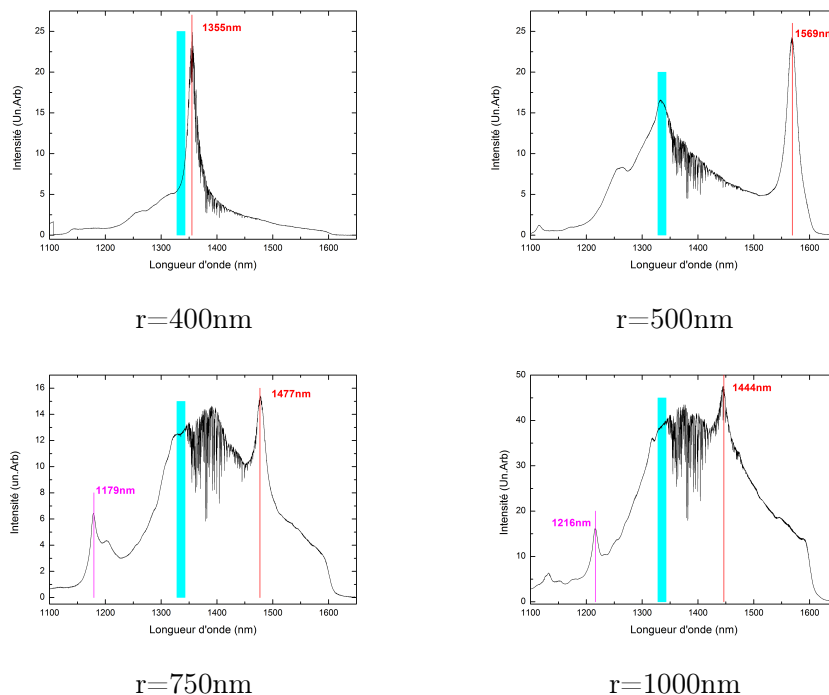 Intensité (Un.Arb)
25
20
15
10
5
0
1355nm
1100 1200 1300 1400 1500 1600
Longueur d'onde (nm)
r=400nm
Intensité (Un.Arb)
25
20
15
10
5
0
1569nm
1100 1200 1300 1400 1500 1600
Longueur d'onde (nm)
r=500nm
Intensité (un.Arb)
16
14
12
10
8
6
4
2
0
1477nm
1179nm
1100 1200 1300 1400 1500 1600
Longueur d'onde (nm)
r=750nm
Intensité (un.Arb)
50
40
30
20
10
0
1444nm
1216nm
1100 1200 1300 1400 1500 1600
Longueur d'onde (nm)
r=1000nm